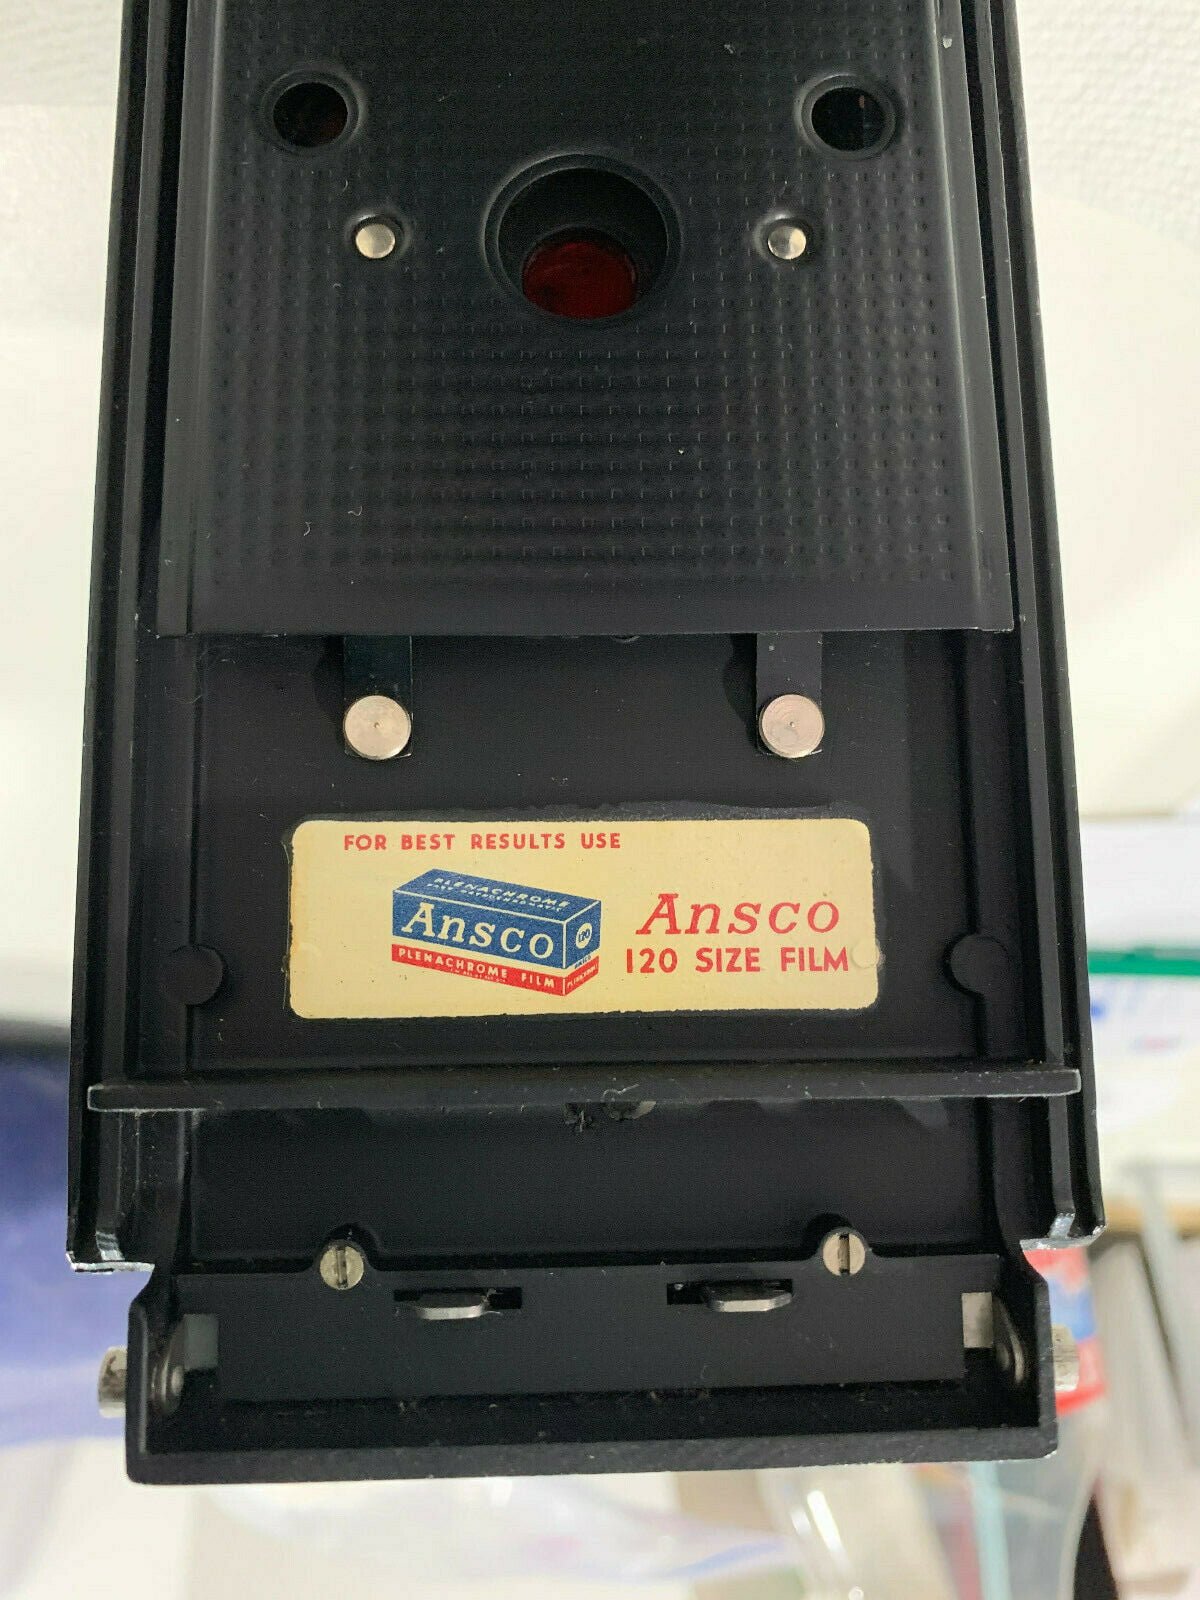 FOR BEST RESULTS USE
PLENACHROME
Ansco
120
PLENACHROME FILM
Ansco
120 SIZE FILM